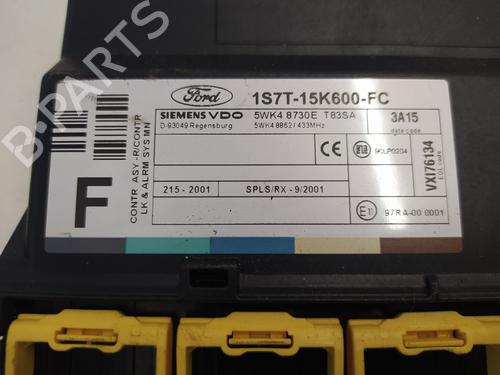 Ford
1S7T-15K600-FC
SIEMENS VDO
5WK4 8730E T83SA
3A15
D-93049 Regensburg
5WK4 8862/ 433MHz
date code
CONTR ASY -R/CONTR
LK & ALRM SYS MN
F
CE
90LP0204
VXI76134
EOL code
215 - 2001
SPLS/RX - 9/2001
E11
97RA-00 0001
B-PARTS